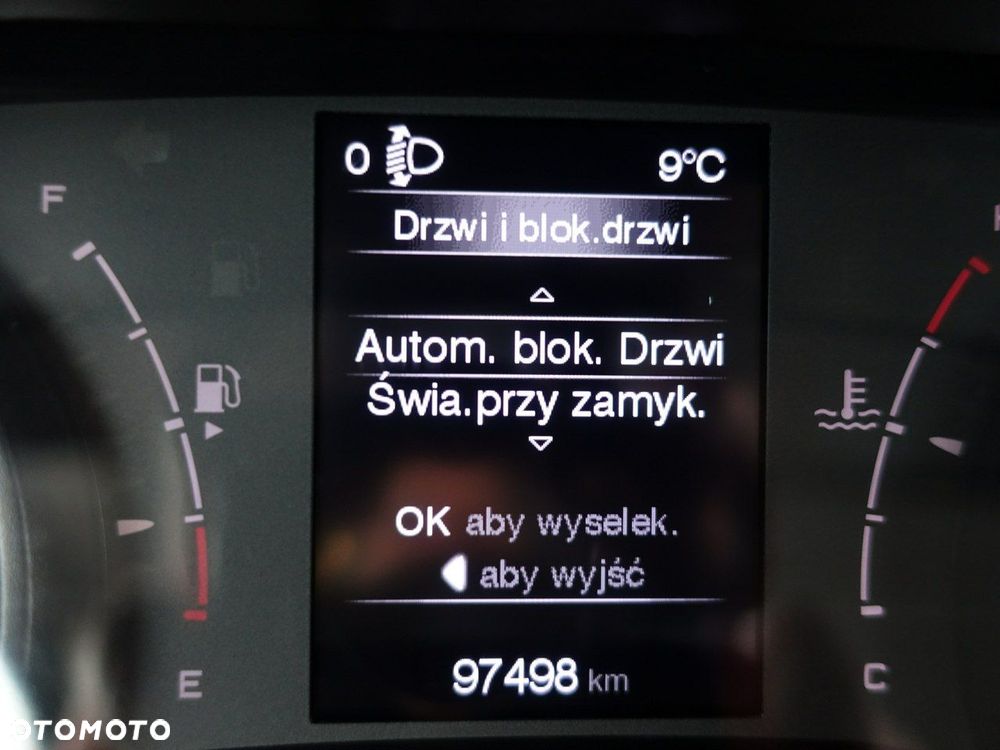 0 9°C
F
Drzwi i blok.drzwi
Autom. blok. Drzwi
Świa.przy zamyk.
OK aby wyselek.
aby wyjść
E
97498 km
C
OTOMOTO